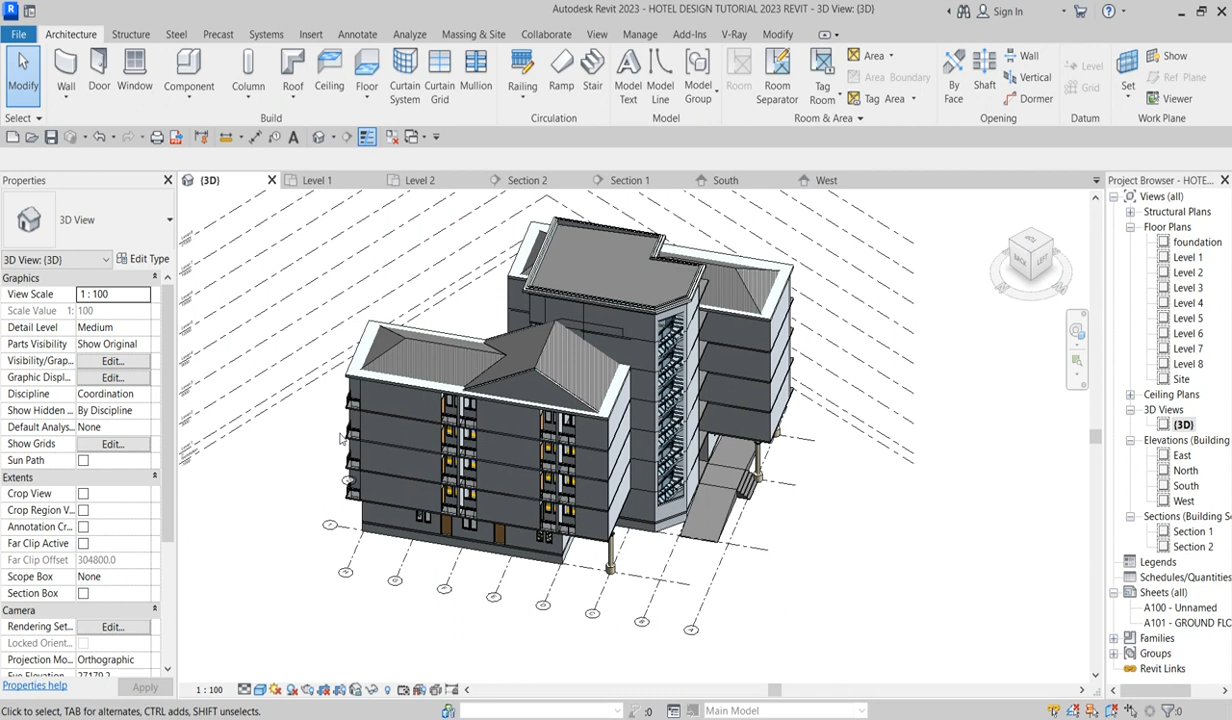 Autodesk Revit 2023 - HOTEL DESIGN TUTORIAL 2023 REVIT - 3D View: {3D}
Sign In
File Architecture Structure Steel Precast Systems Insert Annotate Analyze Massing & Site Collaborate View Manage Add-Ins V-Ray Modify
Modify
Wall
Door
Window
Component
Column
Roof
Ceiling
Floor
Curtain System
Curtain Grid
Mullion
Railing
Ramp
Stair
Model Text
Model Line
Model Group
Room
Room Separator
Tag Room
Area
Area Boundary
Tag Area
By Face
Shaft
Wall
Vertical
Dormer
Level
Grid
Set
Show
Ref Plane
Viewer
Select
Build
Circulation
Model
Room & Area
Opening
Datum
Work Plane
Properties
(3D)
Level 1
Level 2
Section 2
Section 1
South
West
Project Browser - HOTE...
3D View
3D View: {3D}
Edit Type
Graphics
View Scale 1 : 100
Scale Value 1: 100
Detail Level Medium
Parts Visibility Show Original
Visibility/Grap... Edit...
Graphic Displ... Edit...
Discipline Coordination
Show Hidden ... By Discipline
Default Analys... None
Show Grids Edit...
Sun Path
Extents
Crop View
Crop Region V...
Annotation Cr...
Far Clip Active
Far Clip Offset 304800.0
Scope Box None
Section Box
Camera
Rendering Set... Edit...
Locked Orient...
Projection Mo... Orthographic
Eye Elevation 27179.2
Properties help
Apply
BACK
LEFT
Views (all)
Structural Plans
Floor Plans
foundation
Level 1
Level 2
Level 3
Level 4
Level 5
Level 6
Level 7
Level 8
Site
Ceiling Plans
3D Views
{3D}
Elevations (Building
East
North
South
West
Sections (Building S
Section 1
Section 2
Legends
Schedules/Quantities
Sheets (all)
A100 - Unnamed
A101 - GROUND FLC
Families
Groups
Revit Links
1 : 100
Click to select, TAB for alternates, CTRL adds, SHIFT unselects.
:0
Main Model
:0